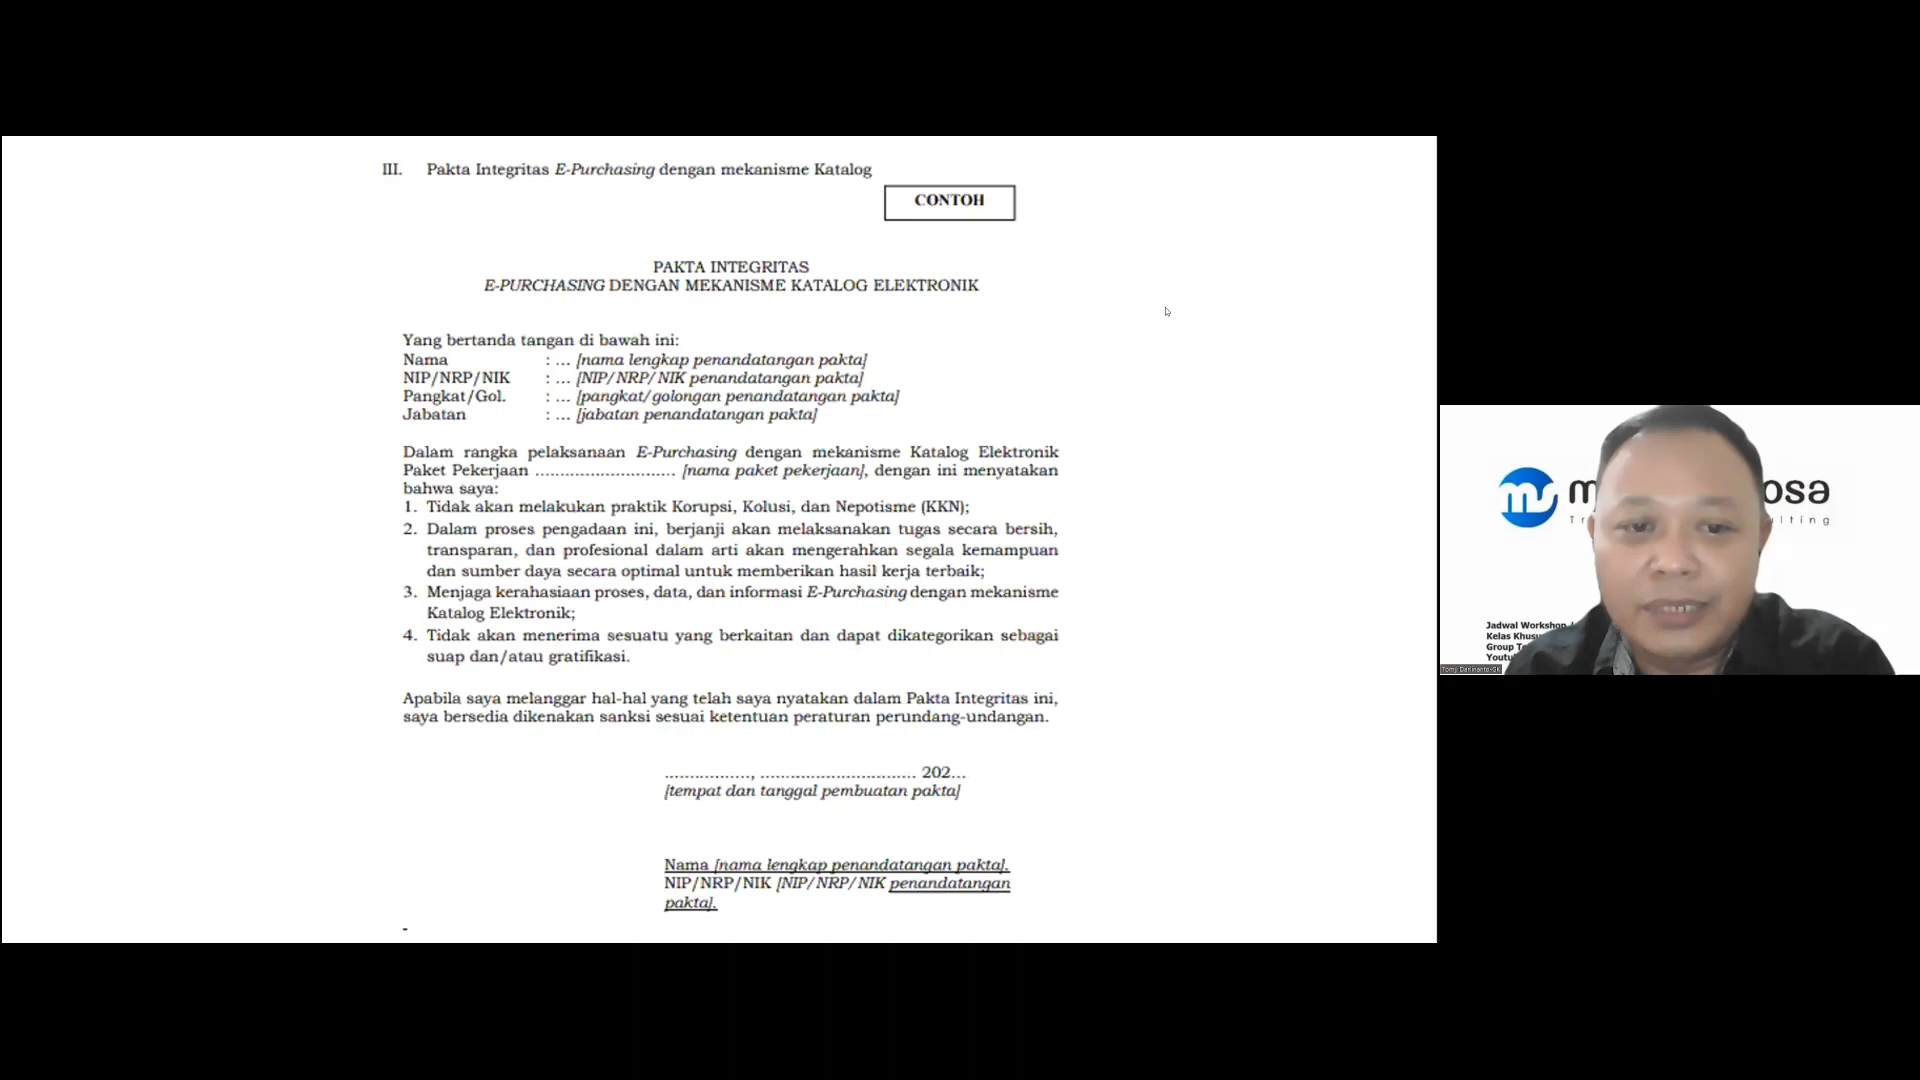 III. Pakta Integritas E-Purchasing dengan mekanisme Katalog
CONTOH
PAKTA INTEGRITAS
E-PURCHASING DENGAN MEKANISME KATALOG ELEKTRONIK
Yang bertanda tangan di bawah ini:
Nama : ... [nama lengkap penandatangan pakta]
NIP/NRP/NIK : ... [NIP/NRP/NIK penandatangan pakta]
Pangkat/Gol. : ... [pangkat/golongan penandatangan pakta]
Jabatan : ... [jabatan penandatangan pakta]
Dalam rangka pelaksanaan E-Purchasing dengan mekanisme Katalog Elektronik
Paket Pekerjaan ............................ [nama paket pekerjaan], dengan ini menyatakan
bahwa saya:
1. Tidak akan melakukan praktik Korupsi, Kolusi, dan Nepotisme (KKN);
2. Dalam proses pengadaan ini, berjanji akan melaksanakan tugas secara bersih,
transparan, dan profesional dalam arti akan mengerahkan segala kemampuan
dan sumber daya secara optimal untuk memberikan hasil kerja terbaik;
3. Menjaga kerahasiaan proses, data, dan informasi E-Purchasing dengan mekanisme
Katalog Elektronik;
4. Tidak akan menerima sesuatu yang berkaitan dan dapat dikategorikan sebagai
suap dan/atau gratifikasi.
Apabila saya melanggar hal-hal yang telah saya nyatakan dalam Pakta Integritas ini,
saya bersedia dikenakan sanksi sesuai ketentuan peraturan perundang-undangan.
................., ............................... 202...
[tempat dan tanggal pembuatan pakta]
Nama [nama lengkap penandatangan pakta].
NIP/NRP/NIK [NIP/NRP/NIK penandatangan
pakta].
-
Jadwal Workshop
Kelas
Group